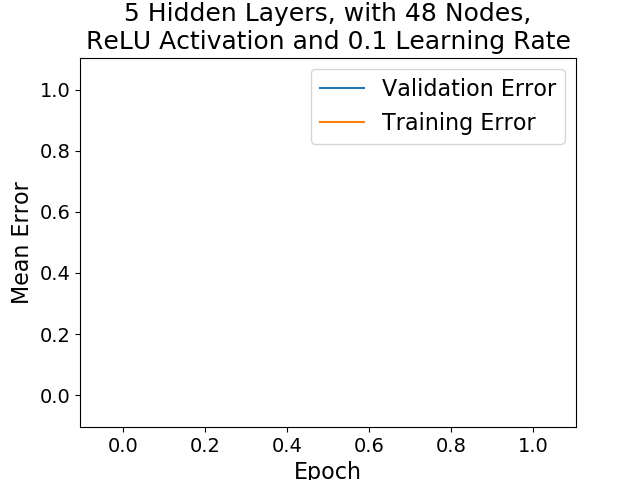 5 Hidden Layers, with 48 Nodes,
ReLU Activation and 0.1 Learning Rate
Validation Error
Training Error
Mean Error
1.0
0.8
0.6
0.4
0.2
0.0
0.0 0.2 0.4 0.6 0.8 1.0
Epoch